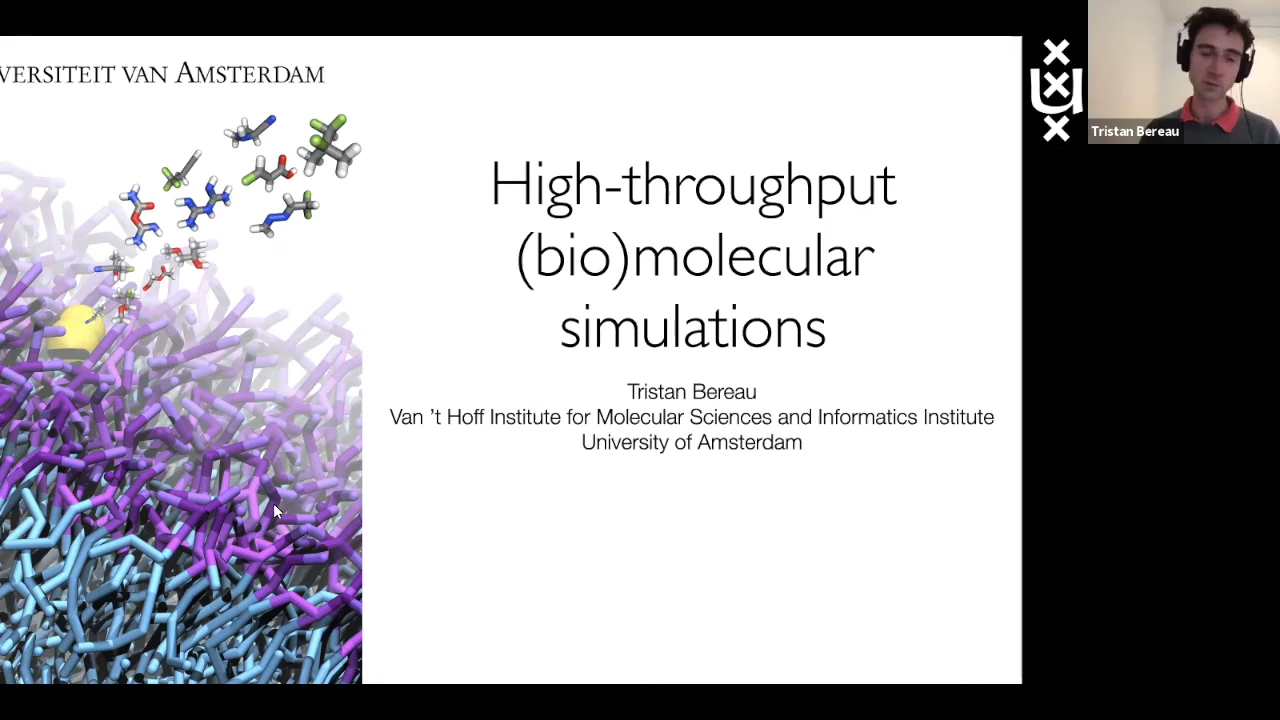 VERSITEIT VAN AMSTERDAM
High-throughput
(bio)molecular
simulations
Tristan Bereau
Van ’t Hoff Institute for Molecular Sciences and Informatics Institute
University of Amsterdam
Tristan Bereau